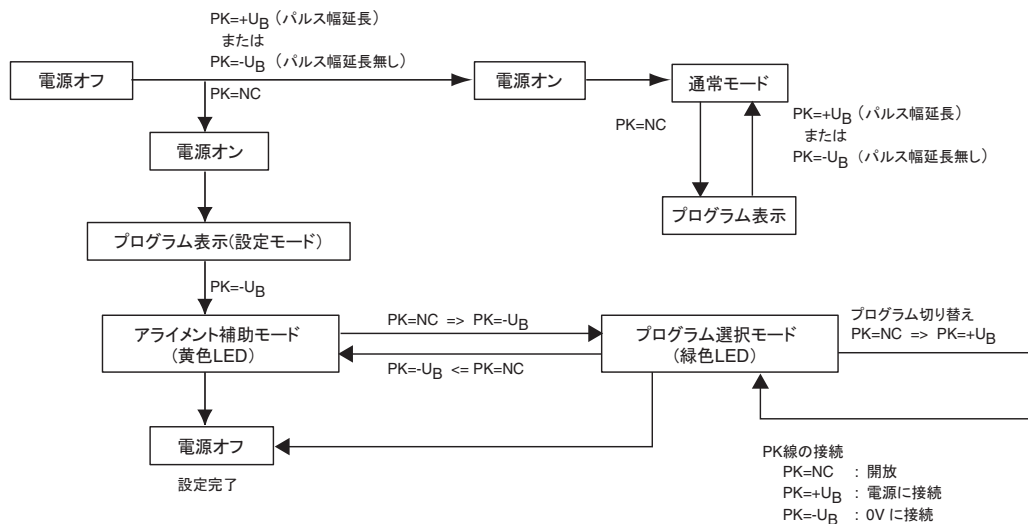 PK=+UB (パルス幅延長)
または
PK=-UB (パルス幅延長無し)
電源オフ
電源オン
通常モード
PK=NC
PK=NC
PK=+UB (パルス幅延長)
または
PK=-UB (パルス幅延長無し)
電源オン
プログラム表示
プログラム表示(設定モード)
PK=-UB
アライメント補助モード
(黄色LED)
PK=NC => PK=-UB
PK=-UB <= PK=NC
プログラム選択モード
(緑色LED)
プログラム切り替え
PK=NC => PK=+UB
電源オフ
設定完了
PK線の接続
PK=NC : 開放
PK=+UB : 電源に接続
PK=-UB : 0V に接続